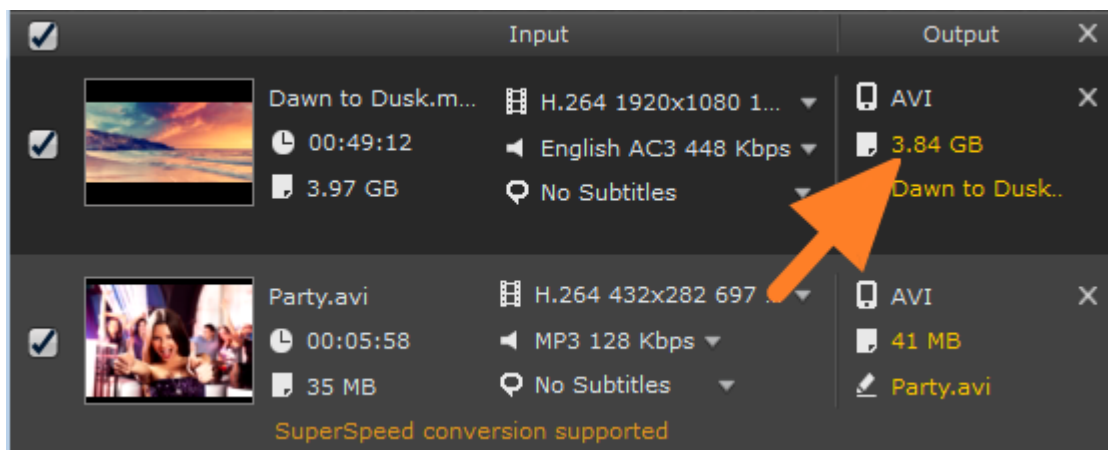 Input Output
Dawn to Dusk.m... H.264 1920x1080 1... AVI
00:49:12 English AC3 448 Kbps 3.84 GB
3.97 GB No Subtitles Dawn to Dusk..
Party.avi H.264 432x282 697 ... AVI
00:05:58 MP3 128 Kbps 41 MB
35 MB No Subtitles Party.avi
SuperSpeed conversion supported